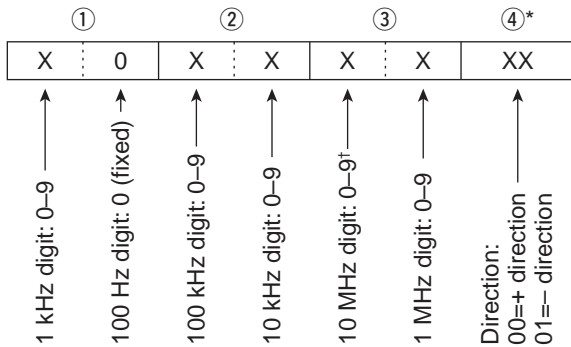 ① ② ③ ④*
X 0 X X X X XX
1 kHz digit: 0–9
100 Hz digit: 0 (fixed)
100 kHz digit: 0–9
10 kHz digit: 0–9
10 MHz digit: 0–9†
1 MHz digit: 0–9
Direction:
00=+ direction
01=– direction